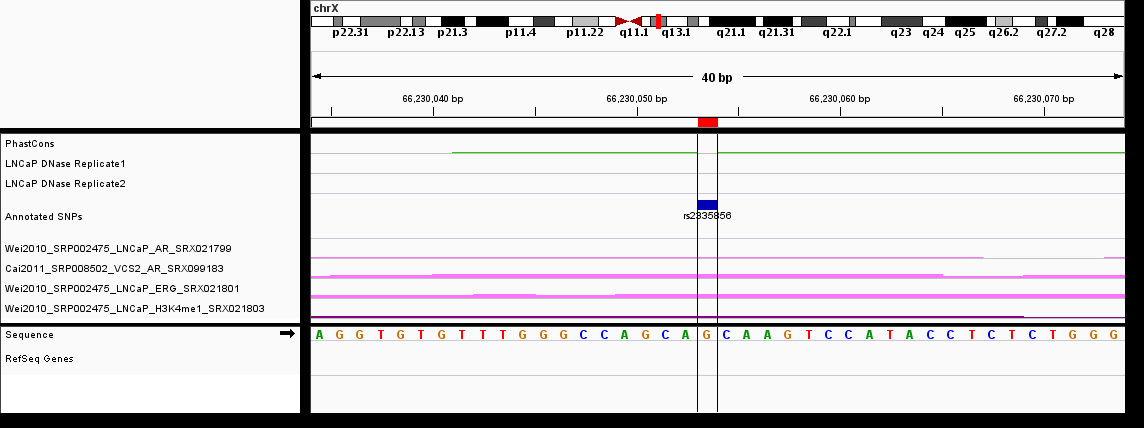 chrX
p22.31 p22.13 p21.3 p11.4 p11.22 q11.1 q13.1 q21.1 q21.31 q22.1 q23 q24 q25 q26.2 q27.2 q28
40 bp
66,230,040 bp 66,230,050 bp 66,230,060 bp 66,230,070 bp
PhastCons
LNCaP DNase Replicate1
LNCaP DNase Replicate2
Annotated SNPs
rs2335856
Wei2010_SRP002475_LNCaP_AR_SRX021799
Cai2011_SRP008502_VCS2_AR_SRX099183
Wei2010_SRP002475_LNCaP_ERG_SRX021801
Wei2010_SRP002475_LNCaP_H3K4me1_SRX021803
Sequence A G G T G T G T T T G G G C C A G C A G C A A G T C C A T A C C T C T C T G G G
RefSeq Genes